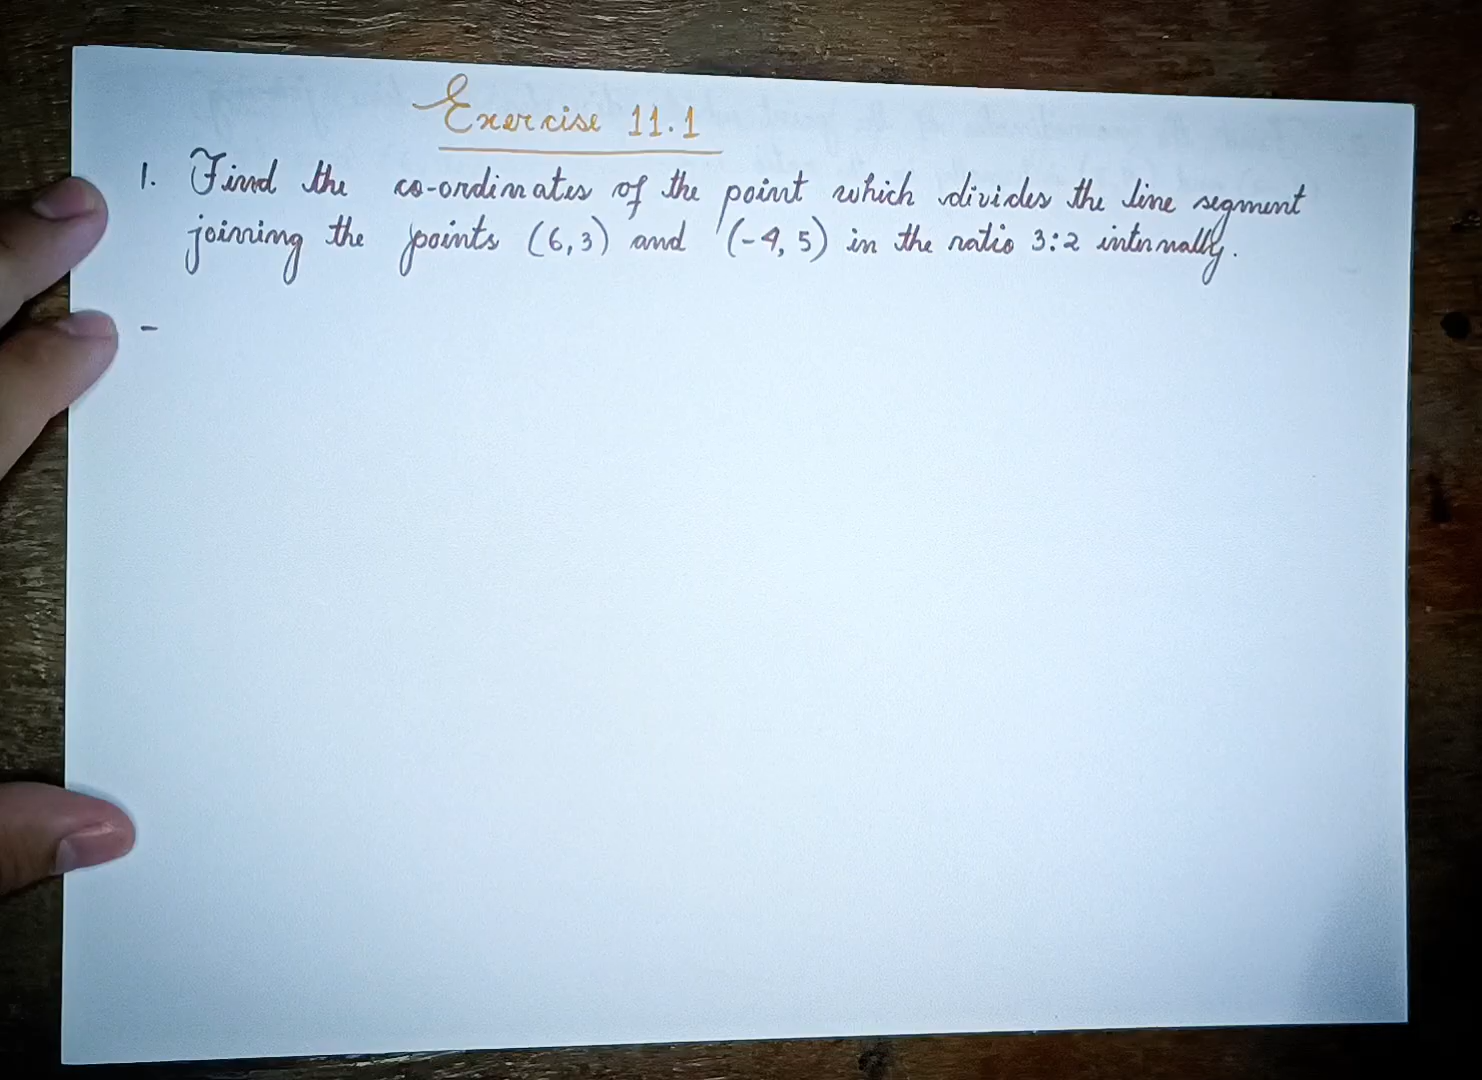 Exercise 11.1
1. Find the co-ordinates of the point which divides the line segment
joining the points (6,3) and (-4, 5) in the ratio 3:2 internally.
-